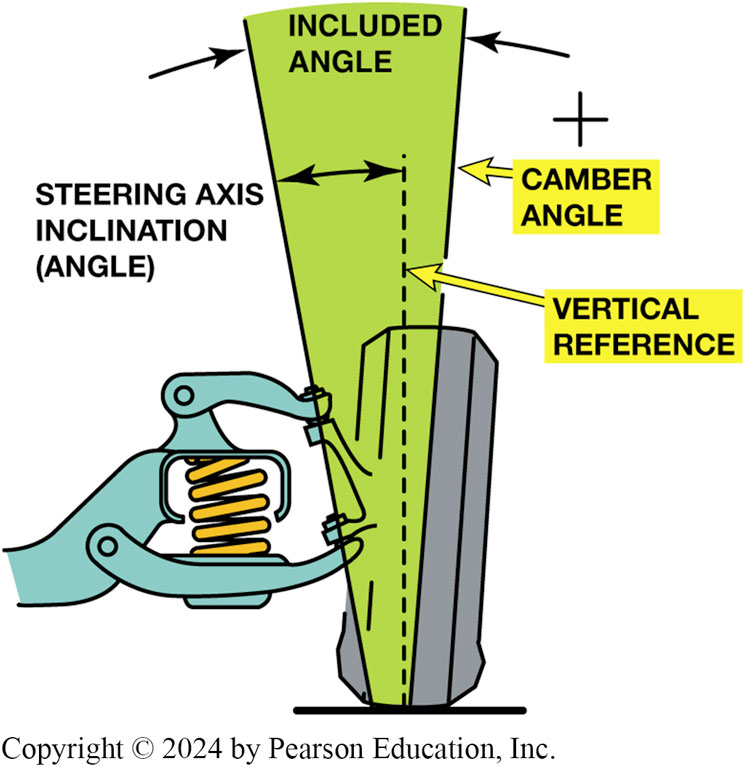 INCLUDED
ANGLE
STEERING AXIS
INCLINATION
(ANGLE)
+
CAMBER
ANGLE
VERTICAL
REFERENCE
Copyright © 2024 by Pearson Education, Inc.